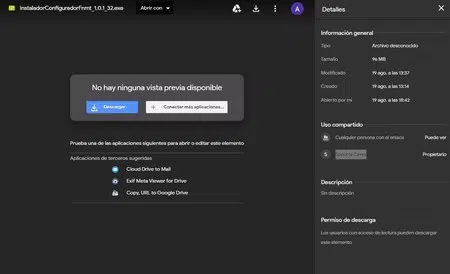 InstaladorConfiguradorFnmt_1.0.1_32.exe
Abrir con
A
Detalles
No hay ninguna vista previa disponible
Descargar
Conectar más aplicaciones...
Prueba una de las aplicaciones siguientes para abrir o editar este elemento
Aplicaciones de terceros sugeridas
Cloud Drive to Mail
Exif Meta Viewer for Drive
Copy, URL to Google Drive
Información general
Tipo
Archivo desconocido
Tamaño
96 MB
Modificado
19 ago. a las 13:37
Creado
19 ago. a las 13:14
Abierto por mí
19 ago. a las 18:42
Uso compartido
Cualquier persona con el enlace
Puede ver
S
Propietario
Descripción
Sin descripción
Permiso de descarga
Los usuarios con acceso de lectura pueden descargar
este elemento